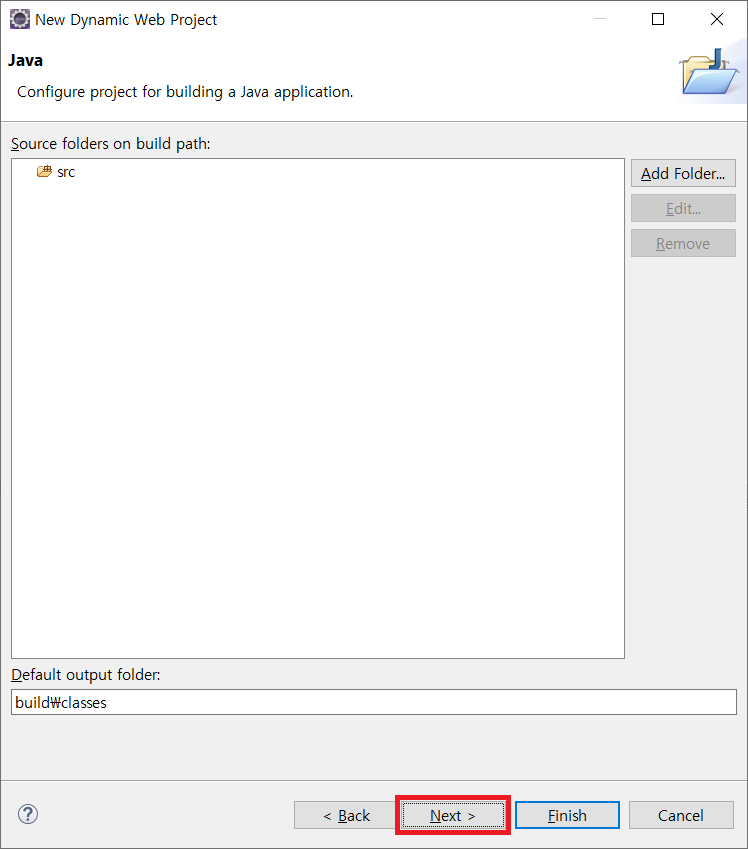 New Dynamic Web Project
Java
Configure project for building a Java application.
Source folders on build path:
src
Add Folder...
Edit...
Remove
Default output folder:
build₩classes
?
< Back
Next >
Finish
Cancel